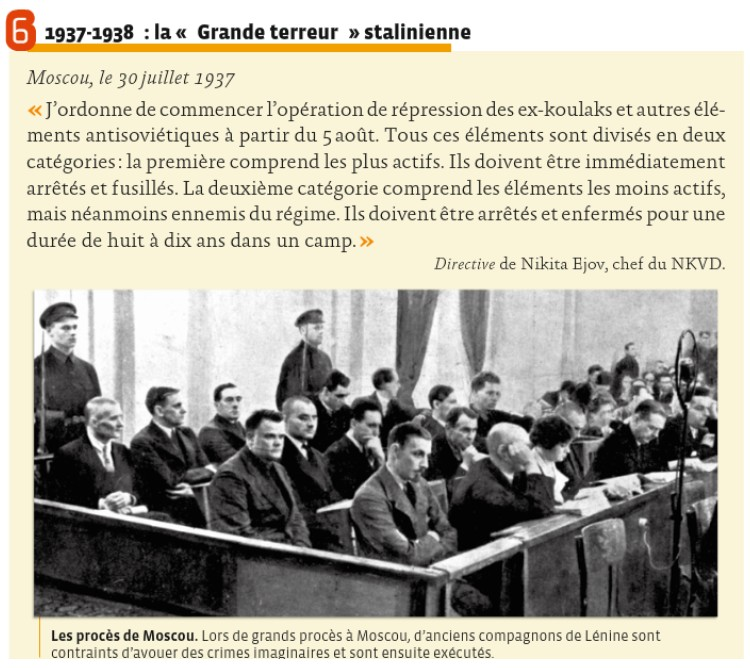 6 1937-1938 : la « Grande terreur » stalinienne
Moscou, le 30 juillet 1937
« J'ordonne de commencer l'opération de répression des ex-koulaks et autres élé-
ments antisoviétiques à partir du 5 août. Tous ces éléments sont divisés en deux
catégories : la première comprend les plus actifs. Ils doivent être immédiatement
arrêtés et fusillés. La deuxième catégorie comprend les éléments les moins actifs,
mais néanmoins ennemis du régime. Ils doivent être arrêtés et enfermés pour une
durée de huit à dix ans dans un camp. »
Directive de Nikita Ejov, chef du NKVD.
Les procès de Moscou. Lors de grands procès à Moscou, d'anciens compagnons de Lénine sont
contraints d'avouer des crimes imaginaires et sont ensuite exécutés.